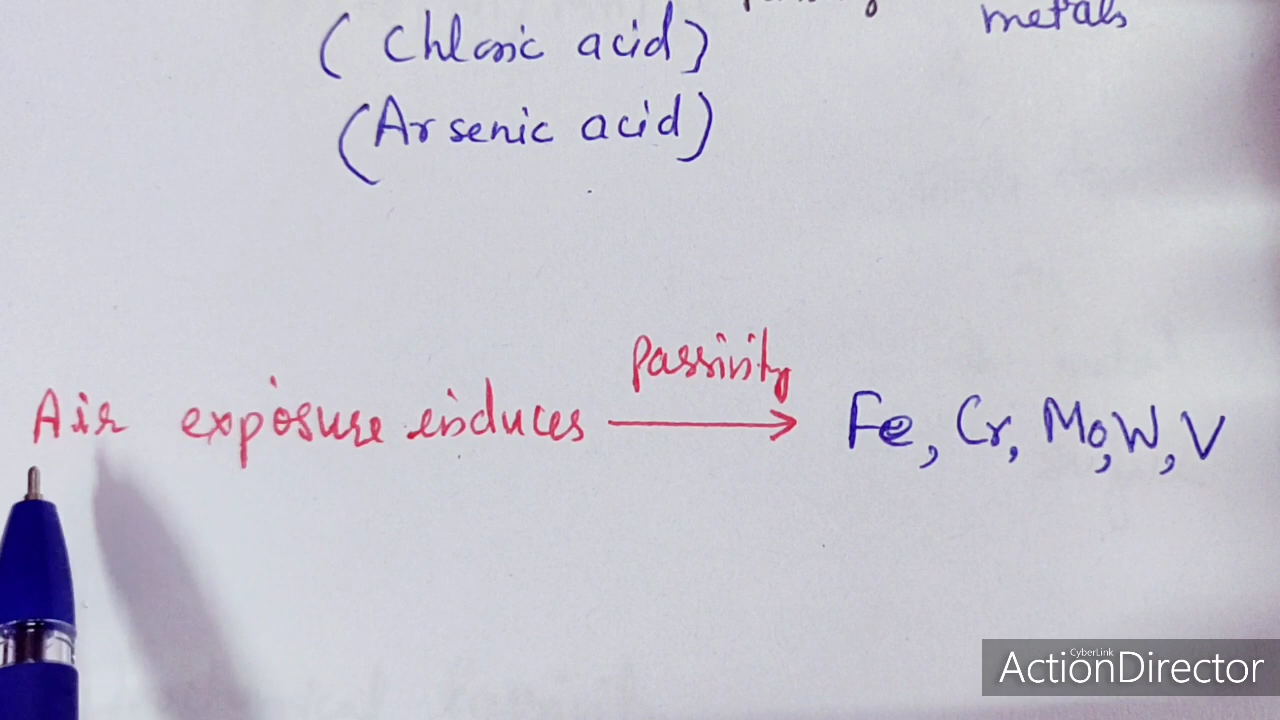 metals
( Chloric acid)
(Arsenic acid)
passivity
Air exposure induces Fe, Cr, Mo, W, V
CyberLink
ActionDirector